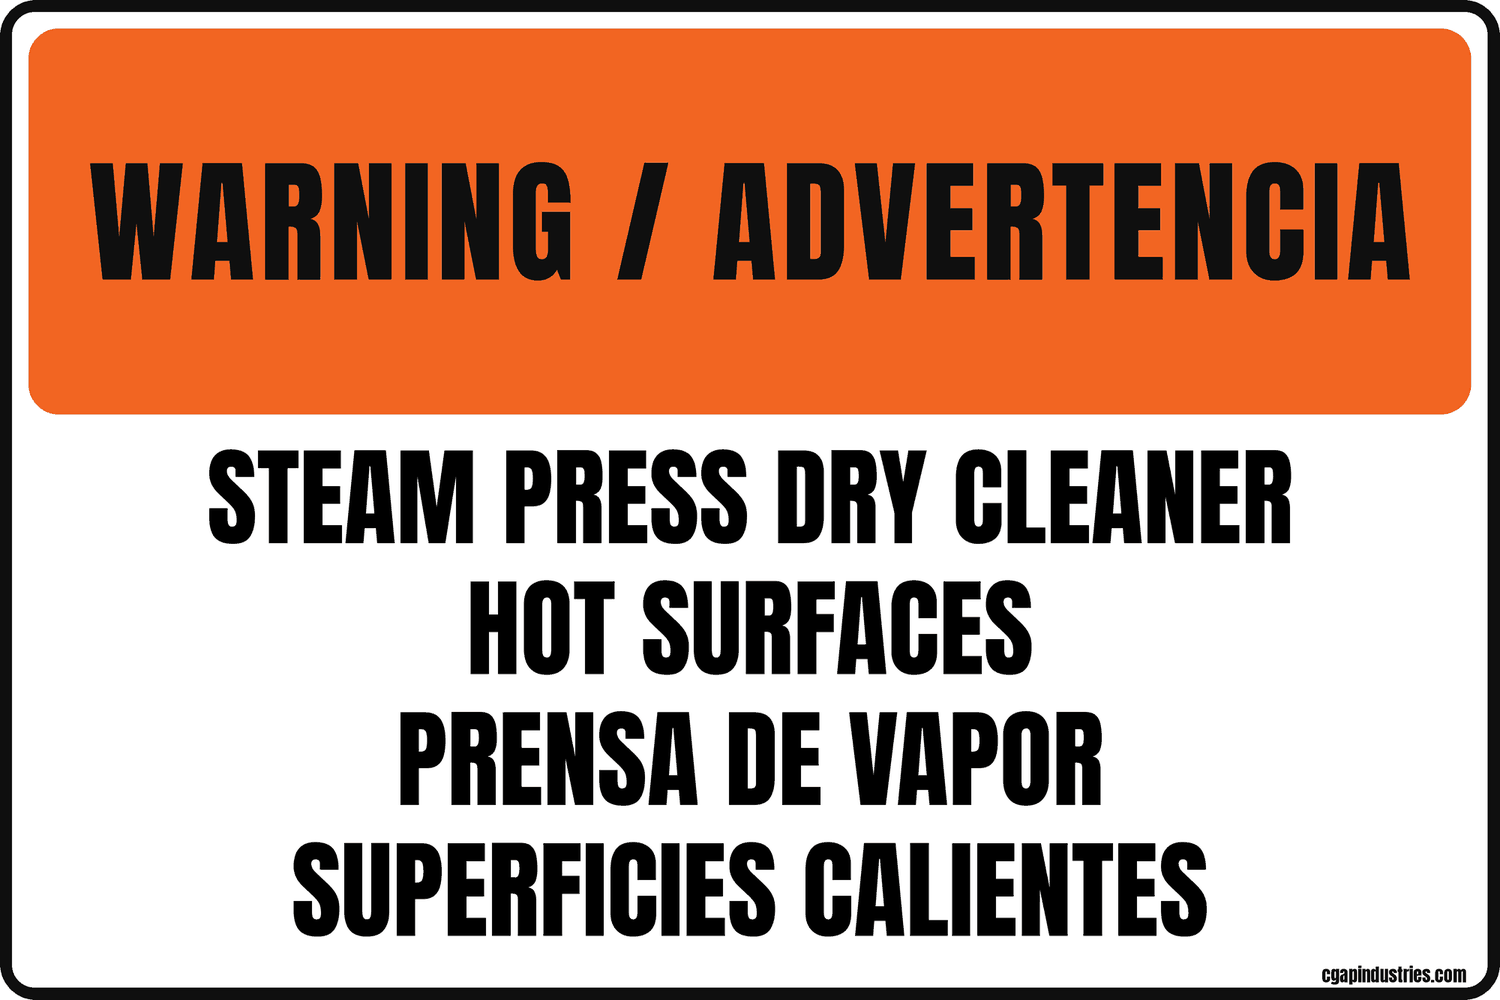 WARNING / ADVERTENCIA
STEAM PRESS DRY CLEANER
HOT SURFACES
PRENSA DE VAPOR
SUPERFICIES CALIENTES
cgapindustries.com